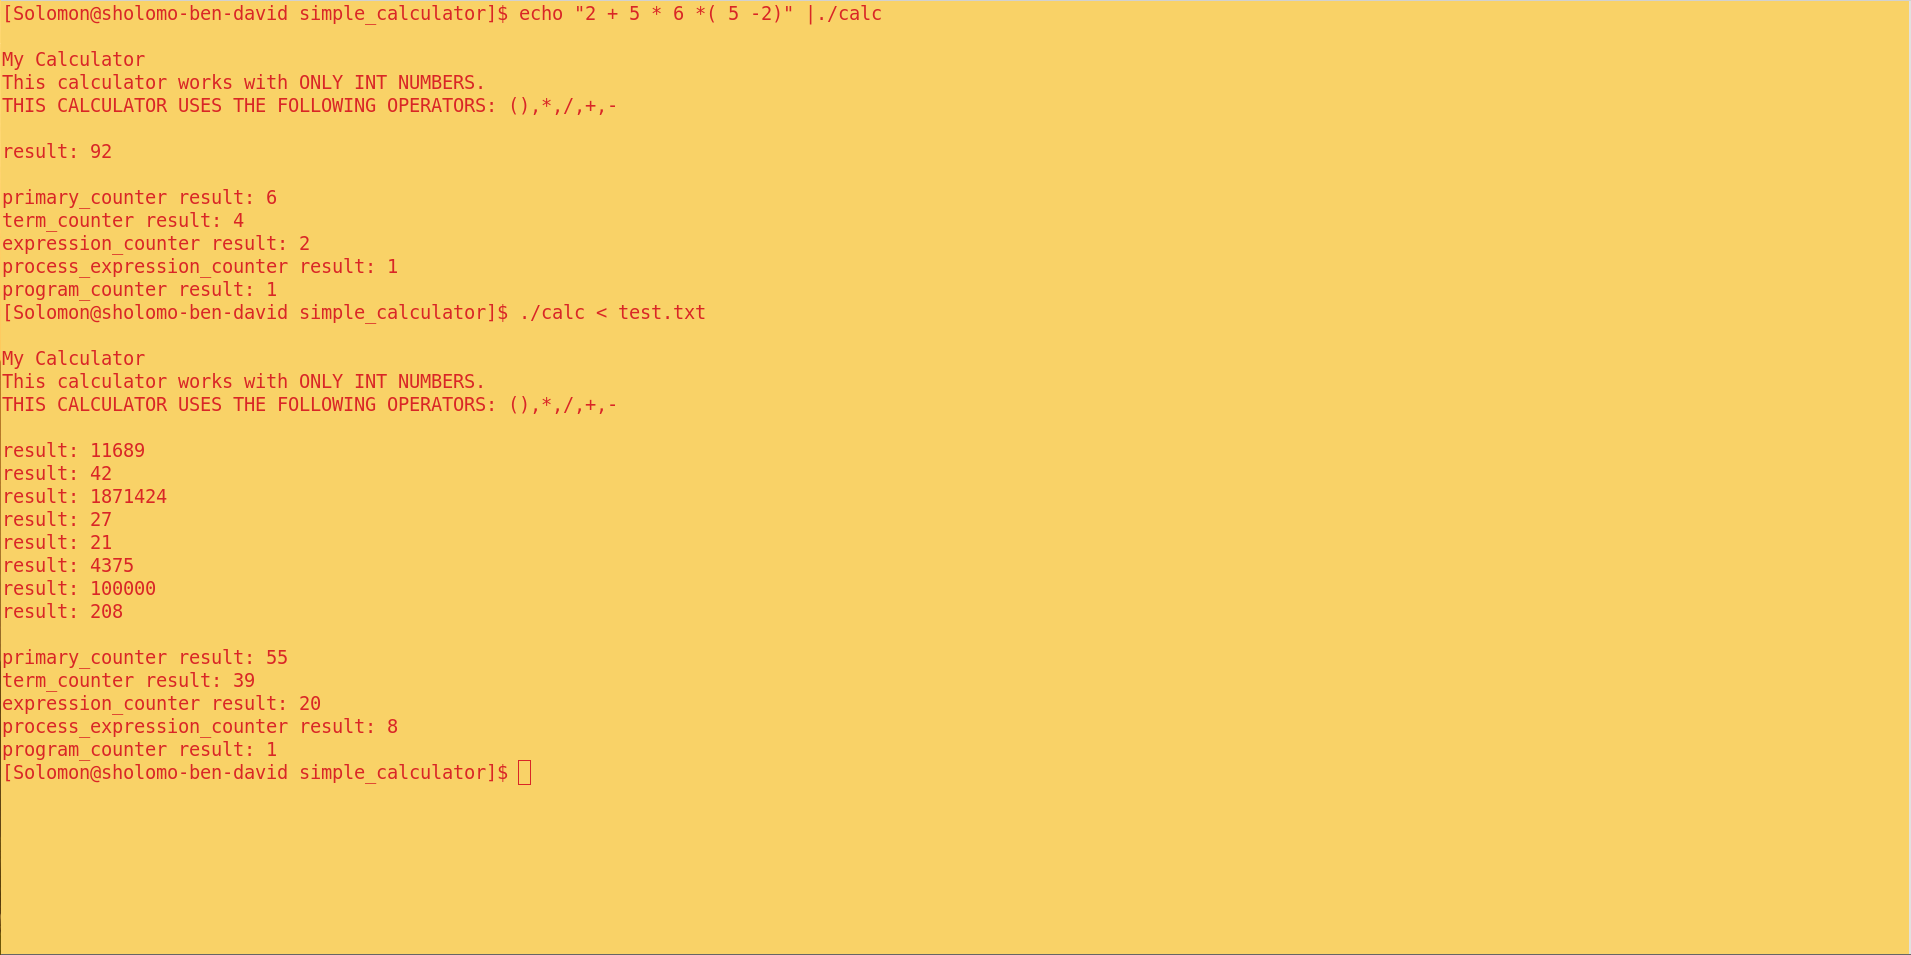 [Solomon@sholomo-ben-david simple_calculator]$ echo "2 + 5 * 6 *( 5 -2)" |./calc
My Calculator
This calculator works with ONLY INT NUMBERS.
THIS CALCULATOR USES THE FOLLOWING OPERATORS: (),*,/,+,-
result: 92
primary_counter result: 6
term_counter result: 4
expression_counter result: 2
process_expression_counter result: 1
program_counter result: 1
[Solomon@sholomo-ben-david simple_calculator]$ ./calc < test.txt
My Calculator
This calculator works with ONLY INT NUMBERS.
THIS CALCULATOR USES THE FOLLOWING OPERATORS: (),*,/,+,-
result: 11689
result: 42
result: 1871424
result: 27
result: 21
result: 4375
result: 100000
result: 208
primary_counter result: 55
term_counter result: 39
expression_counter result: 20
process_expression_counter result: 8
program_counter result: 1
[Solomon@sholomo-ben-david simple_calculator]$